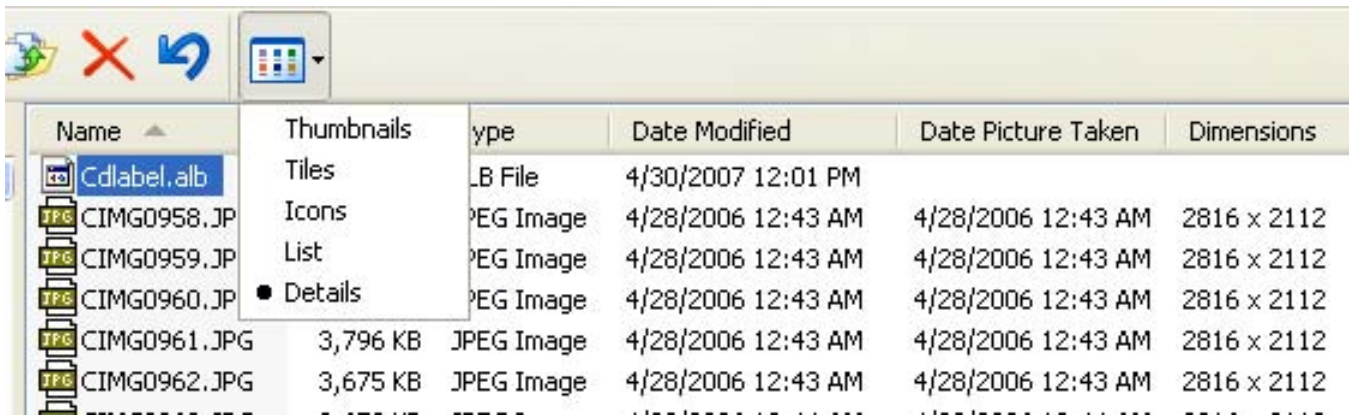 Thumbnails
Tiles
Icons
List
Details
Name ype Date Modified Date Picture Taken Dimensions
Cdlabel.alb LB File 4/30/2007 12:01 PM
CIMG0958.JP PEG Image 4/28/2006 12:43 AM 4/28/2006 12:43 AM 2816 x 2112
CIMG0959.JP PEG Image 4/28/2006 12:43 AM 4/28/2006 12:43 AM 2816 x 2112
CIMG0960.JP PEG Image 4/28/2006 12:43 AM 4/28/2006 12:43 AM 2816 x 2112
CIMG0961.JPG 3,796 KB JPEG Image 4/28/2006 12:43 AM 4/28/2006 12:43 AM 2816 x 2112
CIMG0962.JPG 3,675 KB JPEG Image 4/28/2006 12:43 AM 4/28/2006 12:43 AM 2816 x 2112